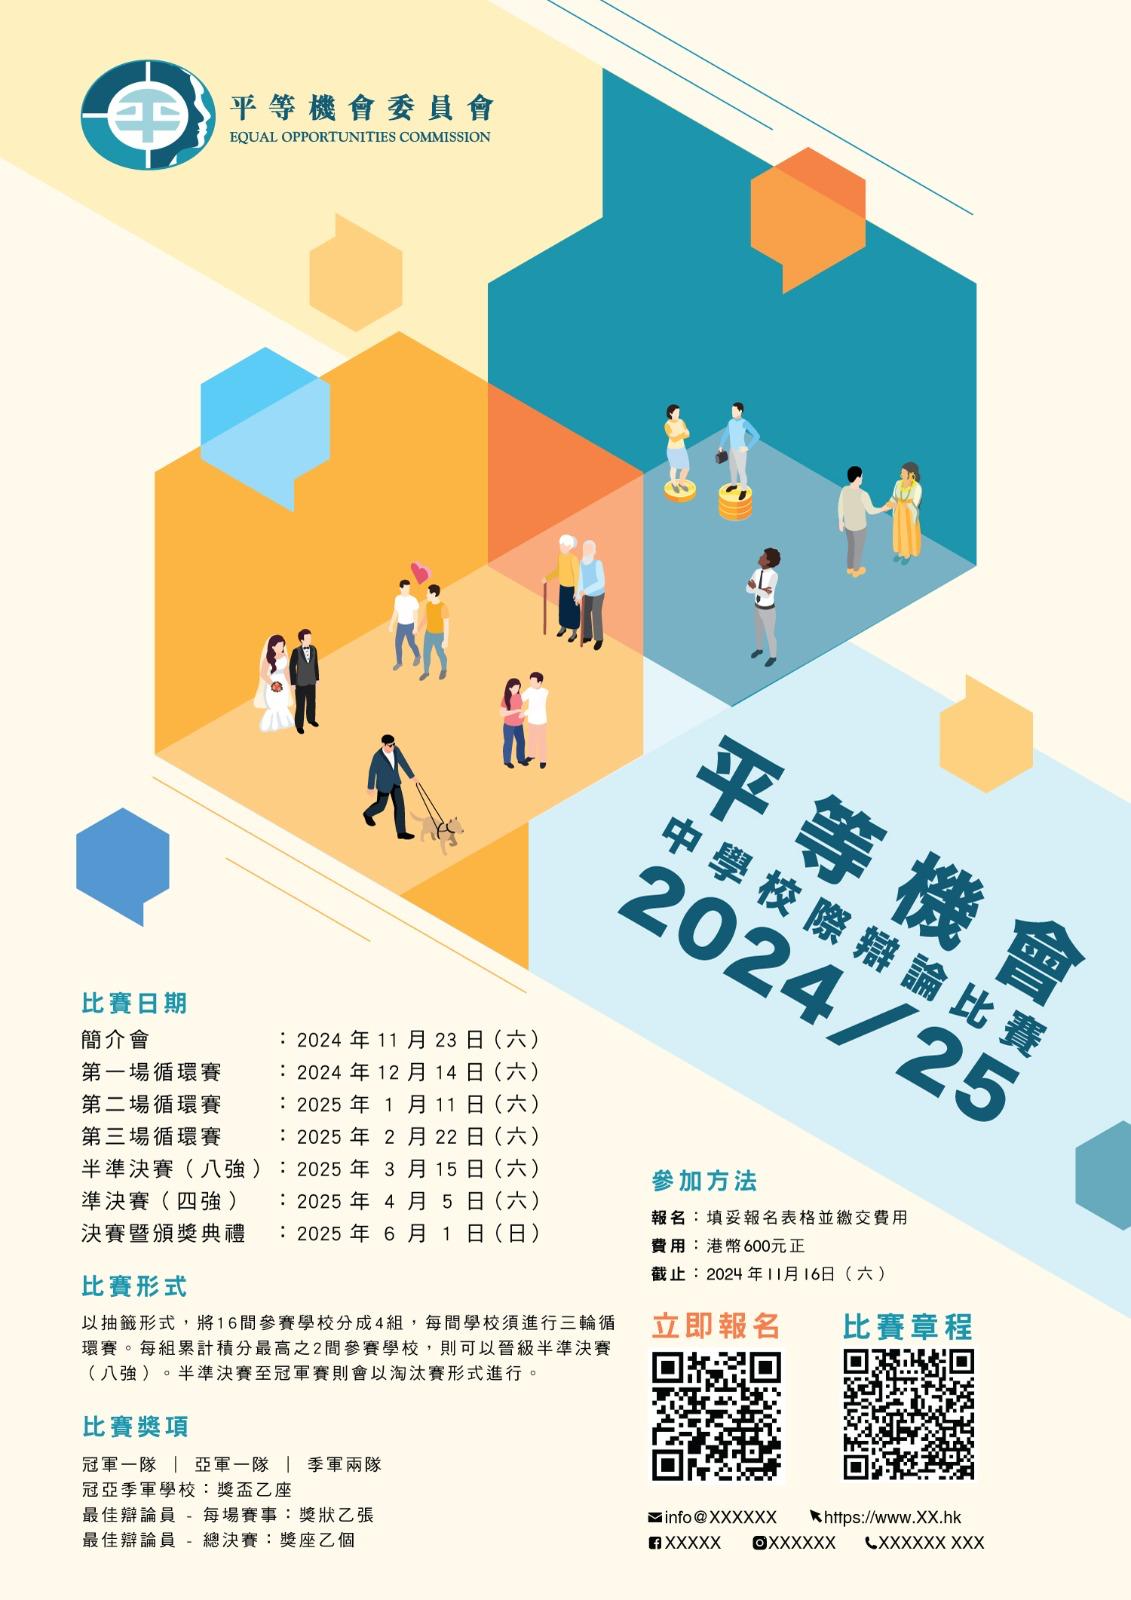 平等機會委員會
EQUAL OPPORTUNITIES COMMISSION
平等機會
中學校際辯論比賽
2024/25
比賽日期
簡介會 : 2024 年 11 月 23 日（六）
第一場循環賽 : 2024 年 12 月 14 日（六）
第二場循環賽 : 2025 年 1 月 11 日（六）
第三場循環賽 : 2025 年 2 月 22 日（六）
半準決賽（八強） : 2025 年 3 月 15 日（六）
準決賽（四強） : 2025 年 4 月 5 日（六）
決賽暨頒獎典禮 : 2025 年 6 月 1 日（日）
比賽形式
以抽籤形式，將16間參賽學校分成4組，每間學校須進行三輪循
環賽。每組累計積分最高之2間參賽學校，則可以晉級半準決賽
（八強）。半準決賽至冠軍賽則會以淘汰賽形式進行。
比賽獎項
冠軍一隊 | 亞軍一隊 | 季軍兩隊
冠亞季軍學校：獎盃乙座
最佳辯論員 - 每場賽事：獎狀乙張
最佳辯論員 - 總決賽：獎座乙個
參加方法
報名：填妥報名表格並繳交費用
費用：港幣600元正
截止：2024 年11月16日（六）
立即報名
比賽章程
info@XXXXXX https://www.XX.hk
XXXXX XXXXXX XXXXXX XXX